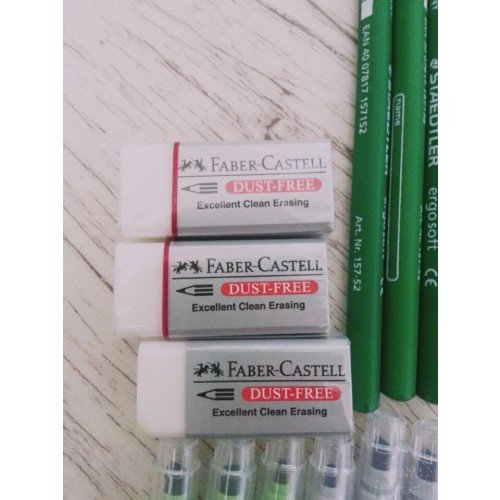 FABER-CASTELL
DUST-FREE
Excellent Clean Erasing
FABER-CASTELL
DUST-FREE
Excellent Clean Erasing
FABER-CASTELL
DUST-FREE
Excellent Clean Erasing
EAN 40 07817 157152
name
Art. Nr. 157-52
STAEDTLER
ergosoft
CE